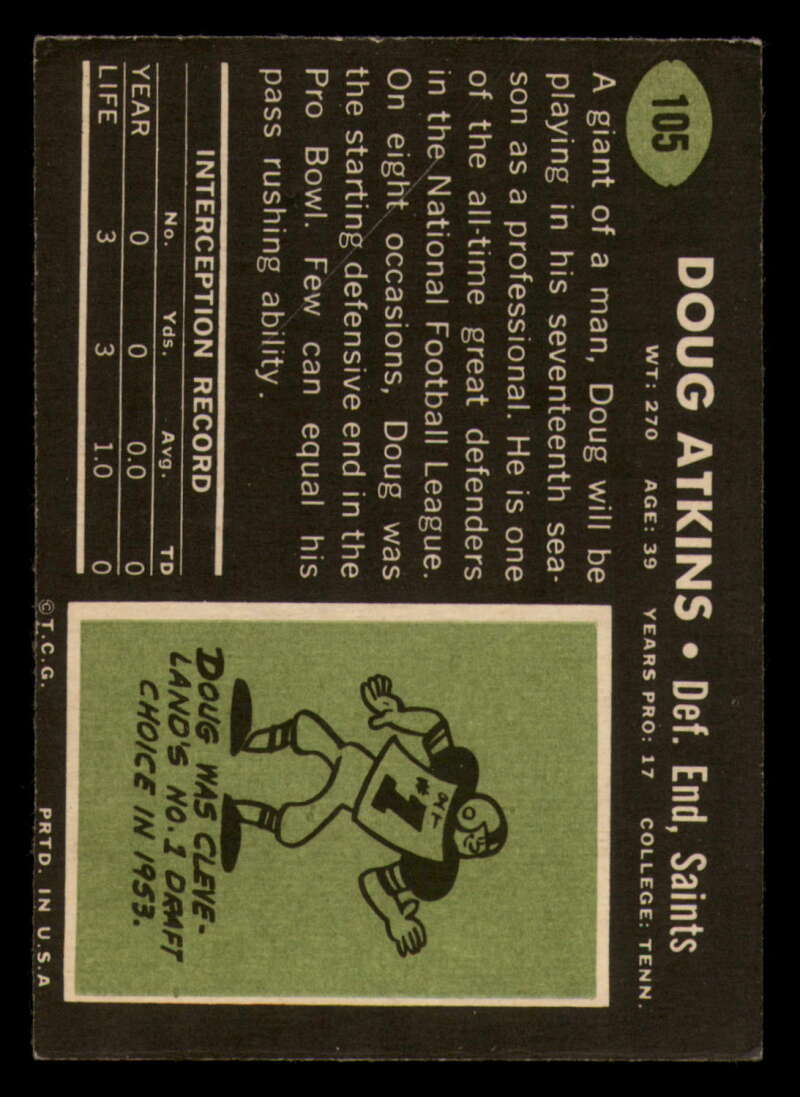 105
DOUG ATKINS • Def. End, Saints
WT: 270 AGE: 39 YEARS PRO: 17 COLLEGE: TENN.
A giant of a man, Doug will be
playing in his seventeenth sea-
son as a professional. He is one
of the all-time great defenders
in the National Football League.
On eight occasions, Doug was
the starting defensive end in the
Pro Bowl. Few can equal his
pass rushing ability.
INTERCEPTION RECORD
No. Yds. Avg. TD
YEAR 0 0 0.0 0
LIFE 3 3 1.0 0
#1
DOUG WAS CLEVE-
LAND'S NO. 1 DRAFT
CHOICE IN 1953.
©T.C.G. PRTD. IN U.S.A